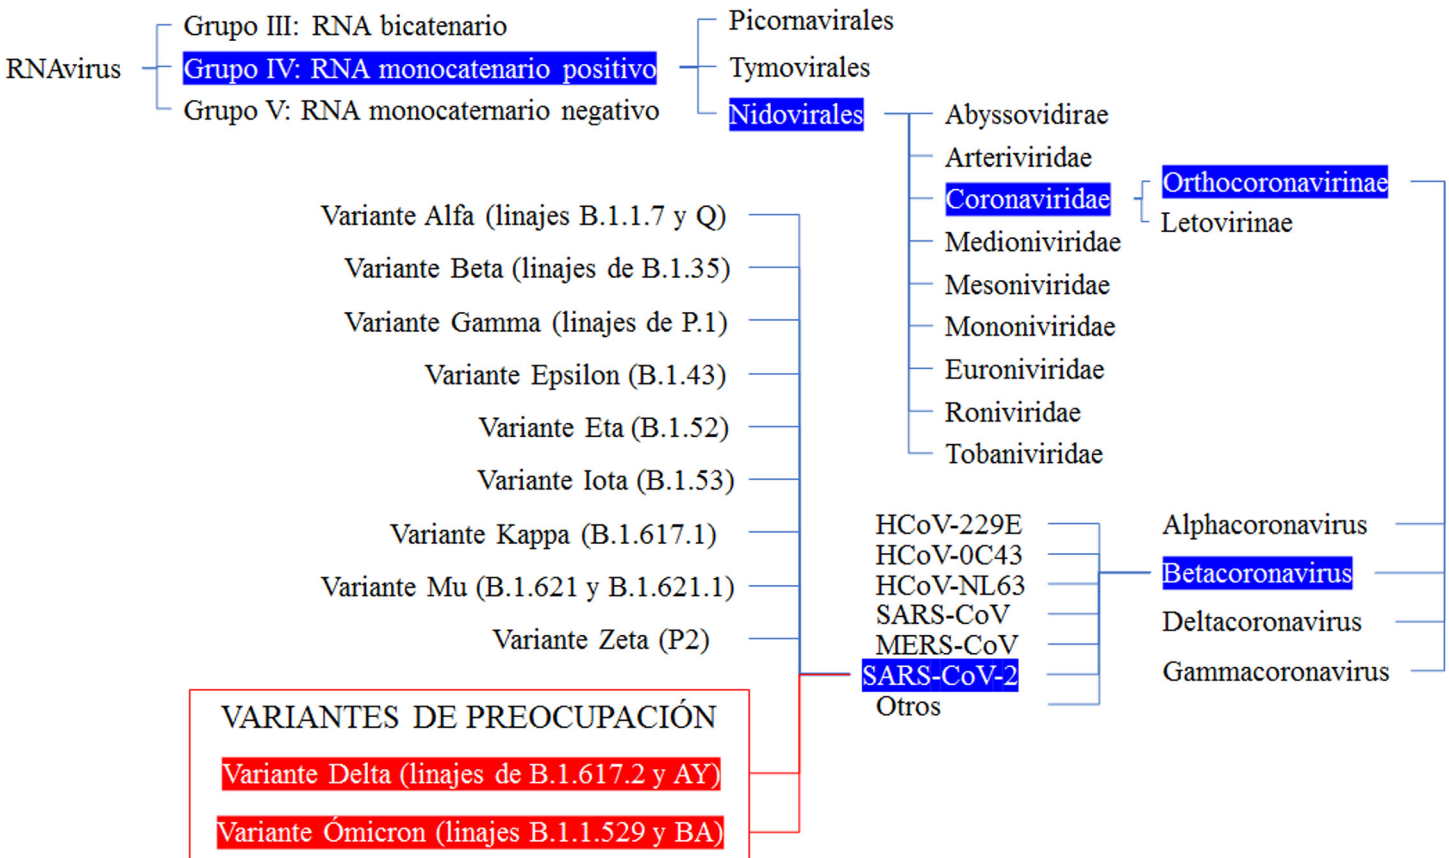 RNAvirus
Grupo III: RNA bicatenario
Grupo IV: RNA monocatenario positivo
Grupo V: RNA monocaternario negativo
Picornavirales
Tymovirales
Nidovirales
Abyssovidirae
Arteriviridae
Coronaviridae
Medioniviridae
Mesoniviridae
Mononiviridae
Euroniviridae
Roniviridae
Tobaniviridae
Orthocoronavirinae
Letovirinae
Alphacoronavirus
Betacoronavirus
Deltacoronavirus
Gammacoronavirus
HCoV-229E
HCoV-0C43
HCoV-NL63
SARS-CoV
MERS-CoV
SARS-CoV-2
Otros
Variante Alfa (linajes B.1.1.7 y Q)
Variante Beta (linajes de B.1.35)
Variante Gamma (linajes de P.1)
Variante Epsilon (B.1.43)
Variante Eta (B.1.52)
Variante Iota (B.1.53)
Variante Kappa (B.1.617.1)
Variante Mu (B.1.621 y B.1.621.1)
Variante Zeta (P2)
VARIANTES DE PREOCUPACIÓN
Variante Delta (linajes de B.1.617.2 y AY)
Variante Ómicron (linajes B.1.1.529 y BA)